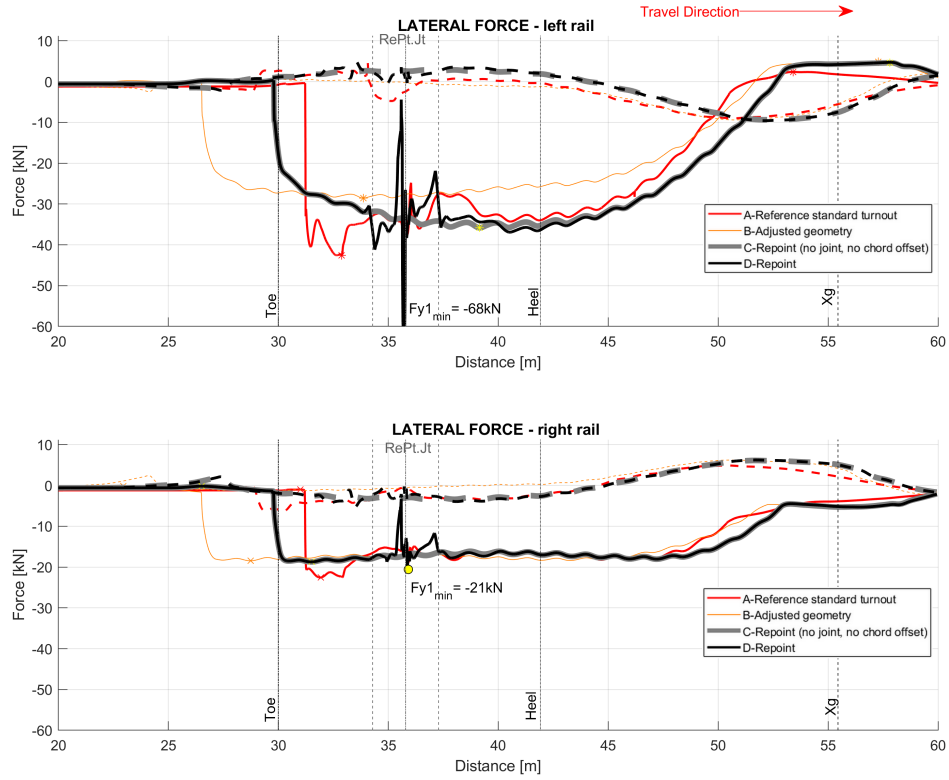 Travel Direction
LATERAL FORCE - left rail
RePt.Jt
10
0
-10
-20
-30
-40
-50
-60
Force [kN]
Toe
Fy1min= -68kN
Heel
Xg
A-Reference standard turnout
B-Adjusted geometry
C-Repoint (no joint, no chord offset)
D-Repoint
20 25 30 35 40 45 50 55 60
Distance [m]
LATERAL FORCE - right rail
RePt.Jt
10
0
-10
-20
-30
-40
-50
-60
Force [kN]
Toe
Fy1min= -21kN
Heel
Xg
A-Reference standard turnout
B-Adjusted geometry
C-Repoint (no joint, no chord offset)
D-Repoint
20 25 30 35 40 45 50 55 60
Distance [m]